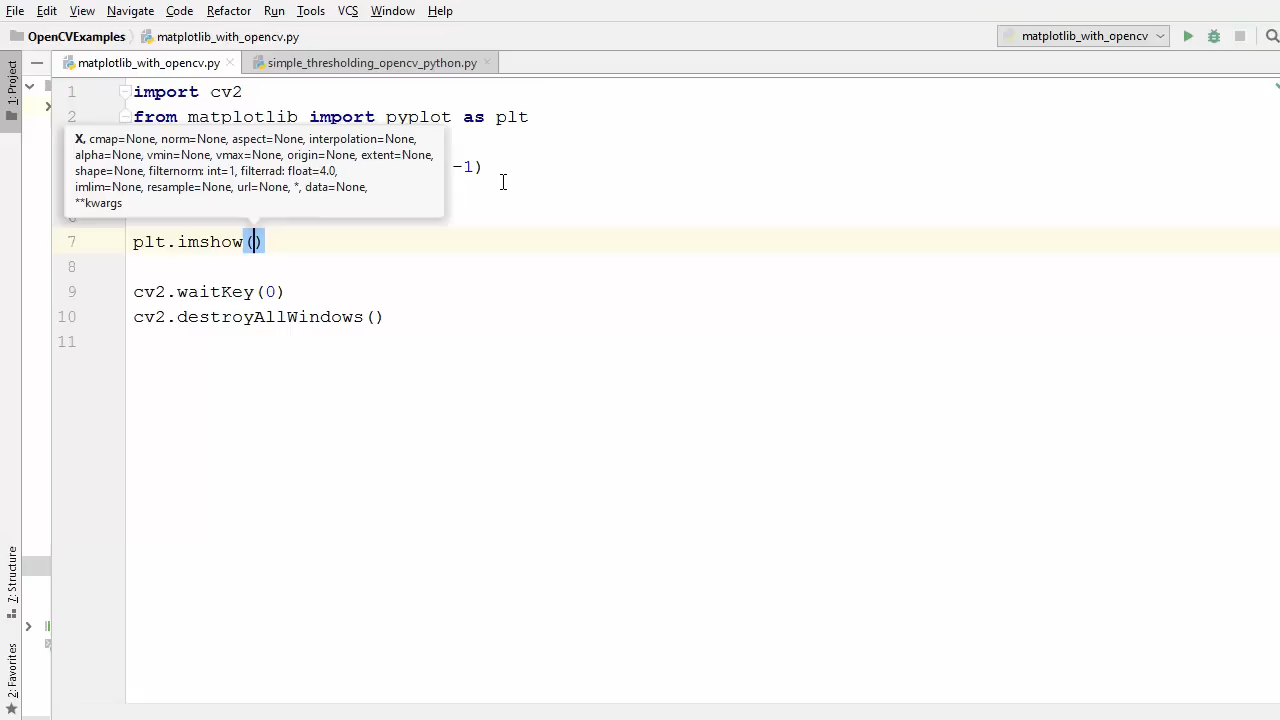 File Edit View Navigate Code Refactor Run Tools VCS Window Help
OpenCVExamples matplotlib_with_opencv.py matplotlib_with_opencv
matplotlib_with_opencv.py simple_thresholding_opencv_python.py
1: Project
1 import cv2
2 from matplotlib import pyplot as plt
X, cmap=None, norm=None, aspect=None, interpolation=None,
alpha=None, vmin=None, vmax=None, origin=None, extent=None,
shape=None, filternorm: int=1, filterrad: float=4.0,
imlim=None, resample=None, url=None, *, data=None,
**kwargs
-1)
7 plt.imshow()
8
9 cv2.waitKey(0)
10 cv2.destroyAllWindows()
11
7: Structure
2: Favorites